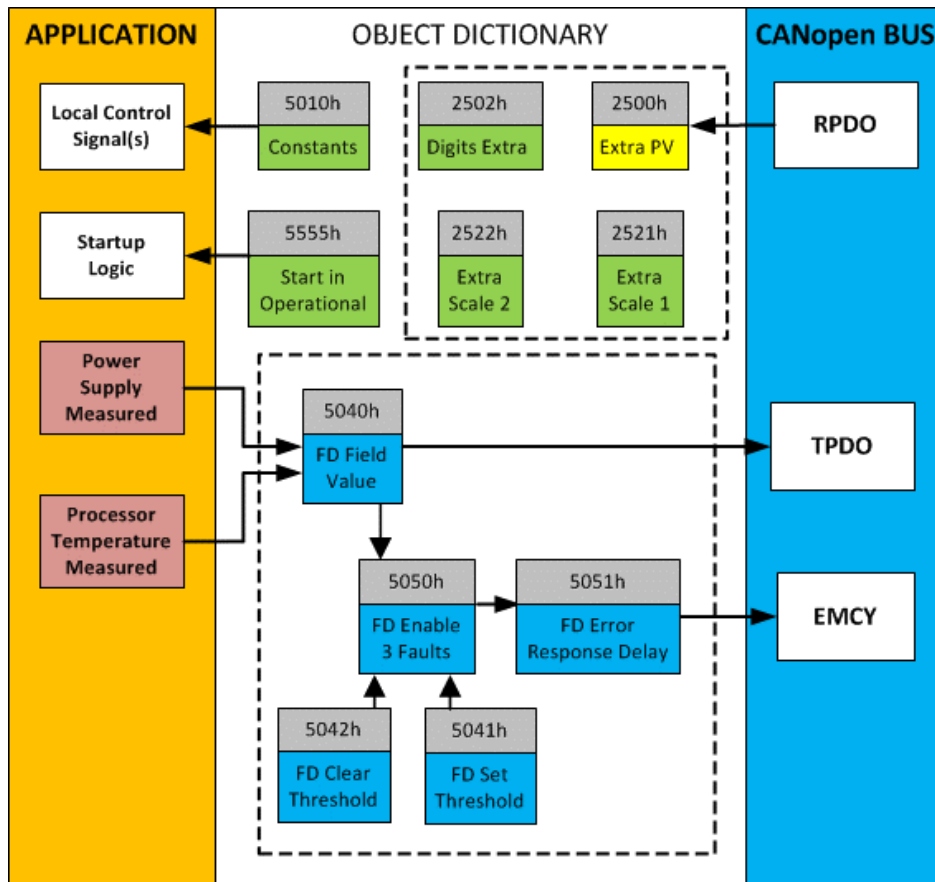 APPLICATION
OBJECT DICTIONARY
CANopen BUS
Local Control
Signal(s)
5010h
Constants
2502h
Digits Extra
2500h
Extra PV
RPDO
Startup
Logic
5555h
Start in
Operational
2522h
Extra
Scale 2
2521h
Extra
Scale 1
Power
Supply
Measured
5040h
FD Field
Value
TPDO
Processor
Temperature
Measured
5050h
FD Enable
3 Faults
5051h
FD Error
Response Delay
EMCY
5042h
FD Clear
Threshold
5041h
FD Set
Threshold